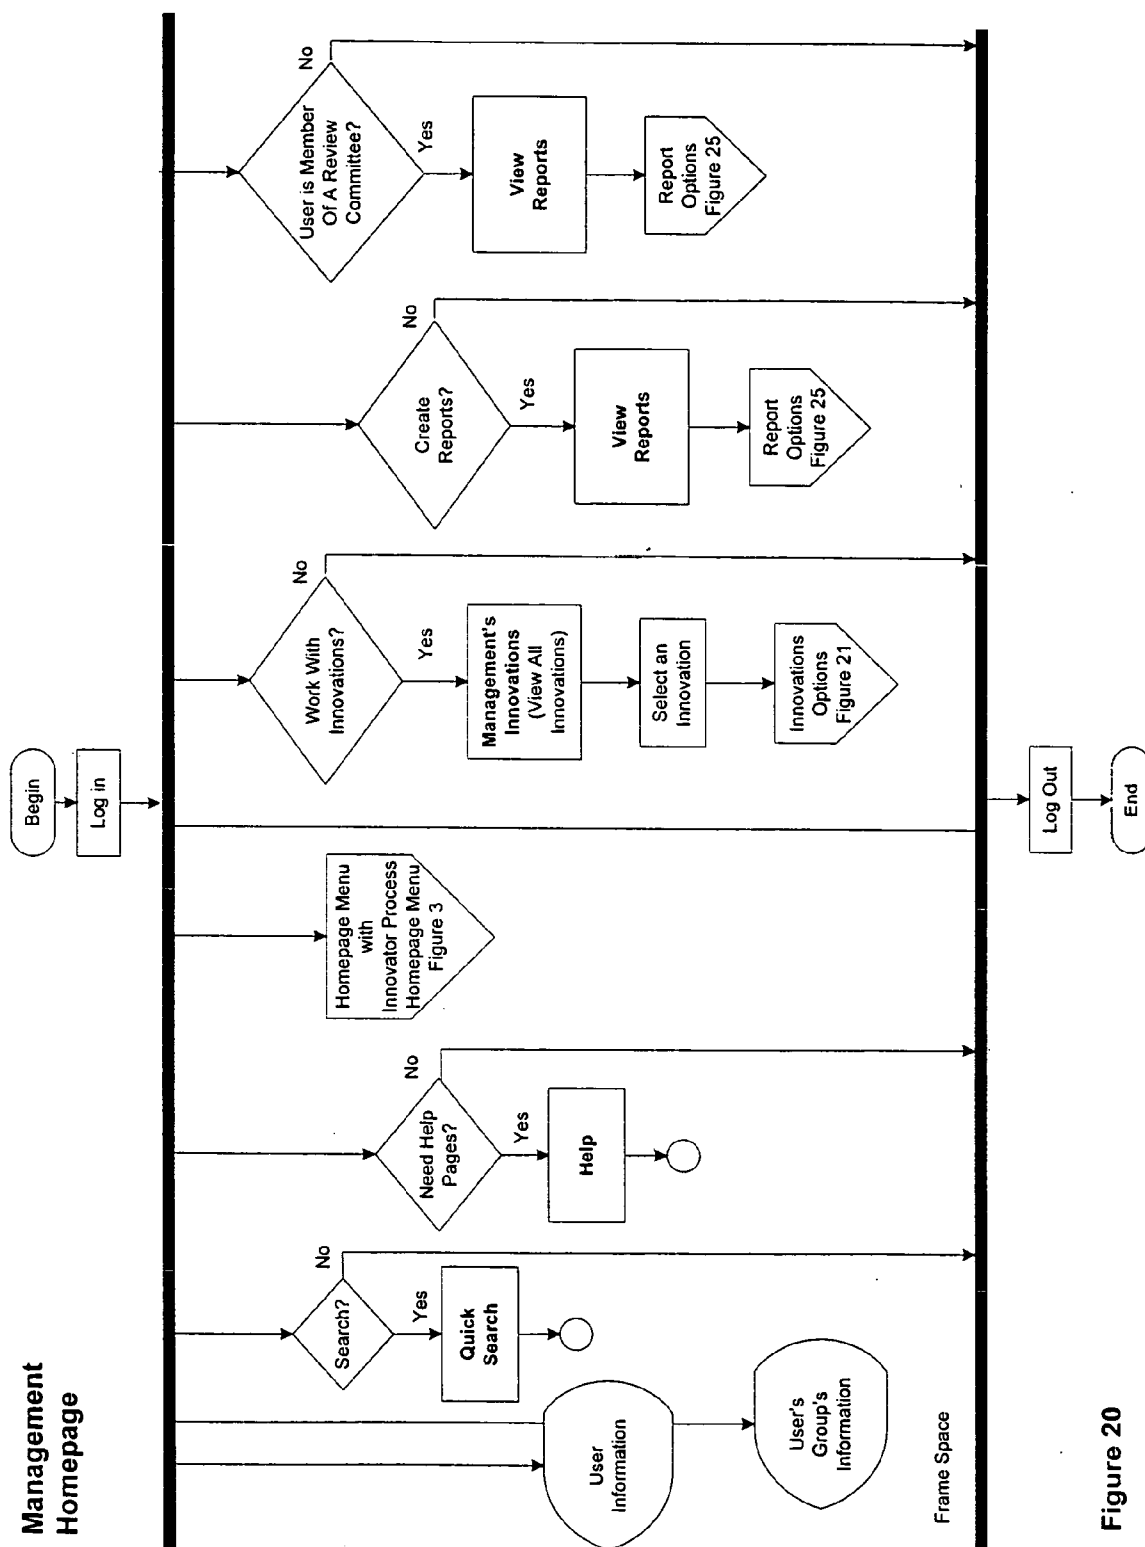 Management
Homepage
Begin
Log in
Search?
No
Yes
Quick
Search
User
Information
User's
Group's
Information
Need Help
Pages?
No
Yes
Help
Homepage Menu
with
Innovator Process
Homepage Menu
Figure 3
Work With
Innovations?
No
Yes
Management's
Innovations
(View All
Innovations)
Select an
Innovation
Innovations
Options
Figure 21
Create
Reports?
No
Yes
View
Reports
Report
Options
Figure 25
User is Member
Of A Review
Committee?
No
Yes
View
Reports
Report
Options
Figure 25
Frame Space
Log Out
End
Figure 20